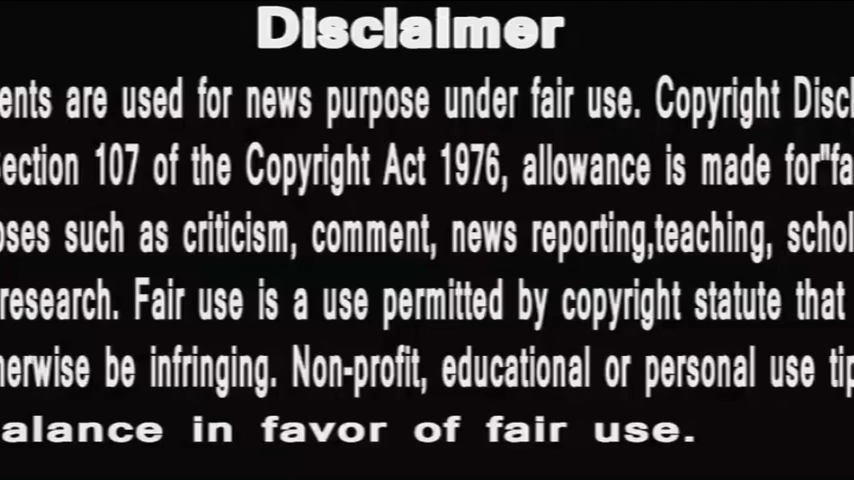 Disclaimer
ents are used for news purpose under fair use. Copyright Discl
ection 107 of the Copyright Act 1976, allowance is made for"fa
oses such as criticism, comment, news reporting,teaching, schol
research. Fair use is a use permitted by copyright statute that
herwise be infringing. Non-profit, educational or personal use tip
alance in favor of fair use.